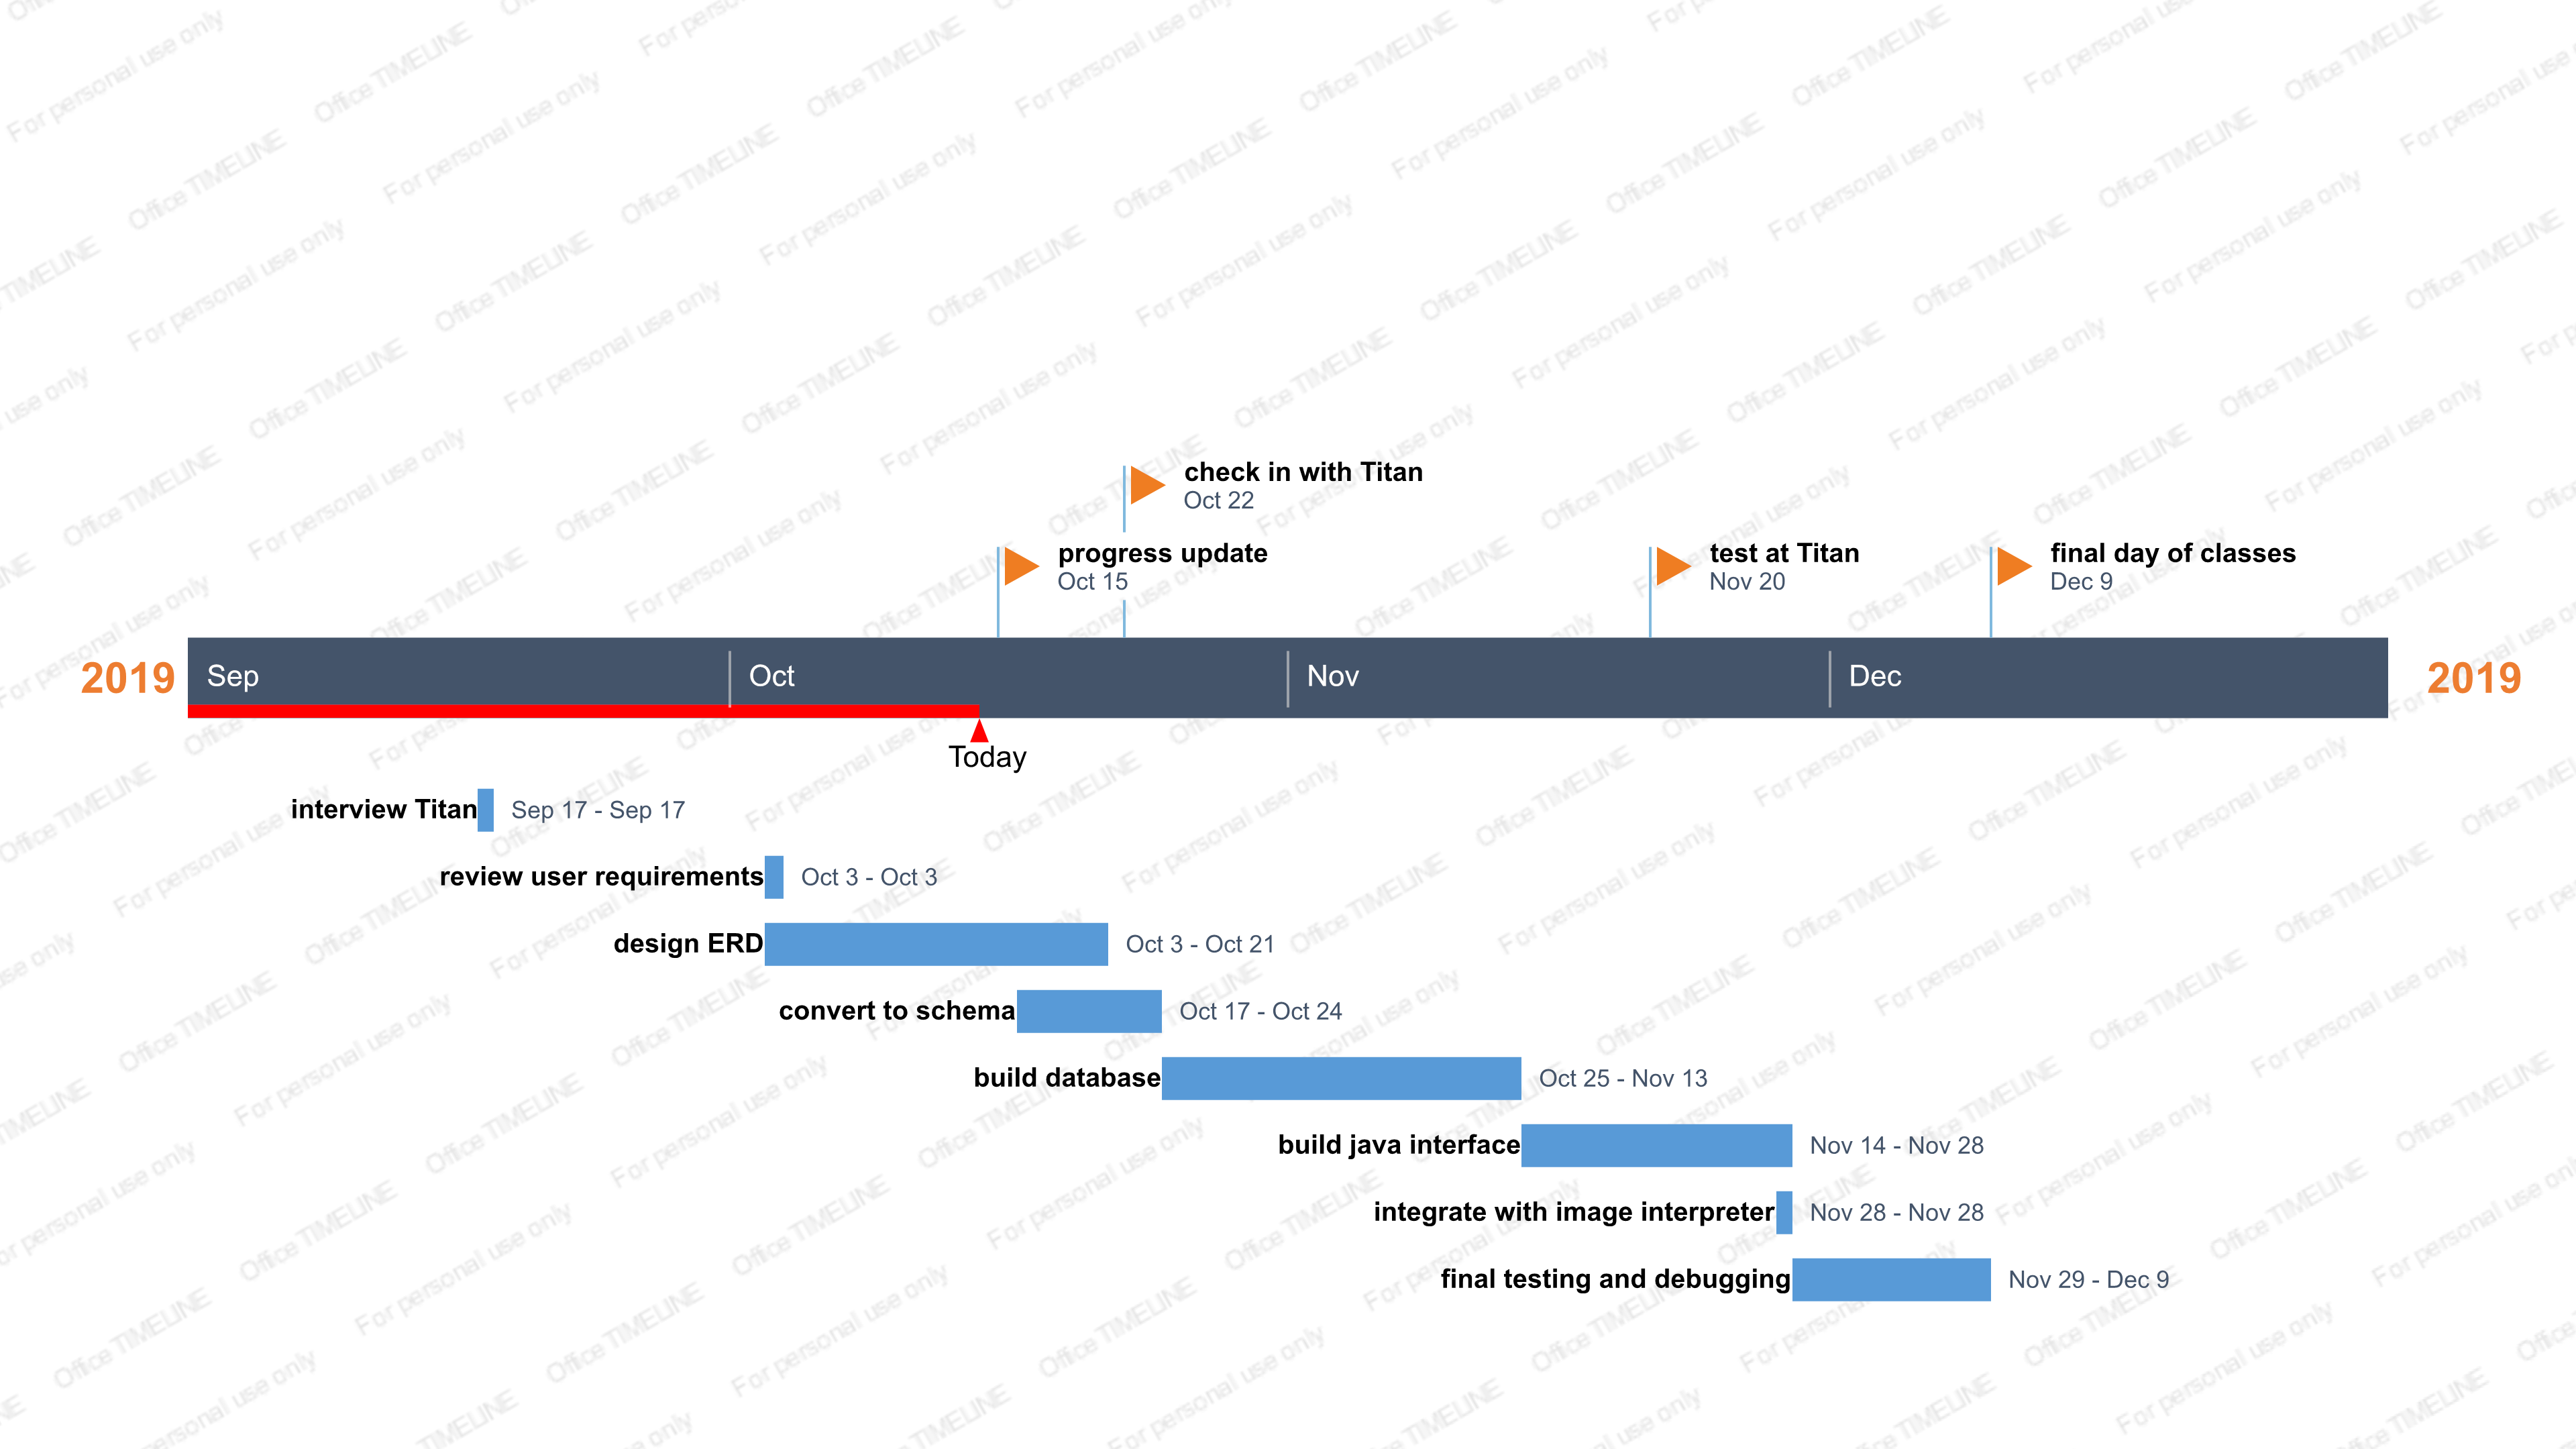 check in with Titan
Oct 22
progress update
Oct 15
test at Titan
Nov 20
final day of classes
Dec 9
2019 Sep Oct Nov Dec 2019
Today
interview Titan Sep 17 - Sep 17
review user requirements Oct 3 - Oct 3
design ERD Oct 3 - Oct 21
convert to schema Oct 17 - Oct 24
build database Oct 25 - Nov 13
build java interface Nov 14 - Nov 28
integrate with image interpreter Nov 28 - Nov 28
final testing and debugging Nov 29 - Dec 9
Office TIMELINE For personal use only